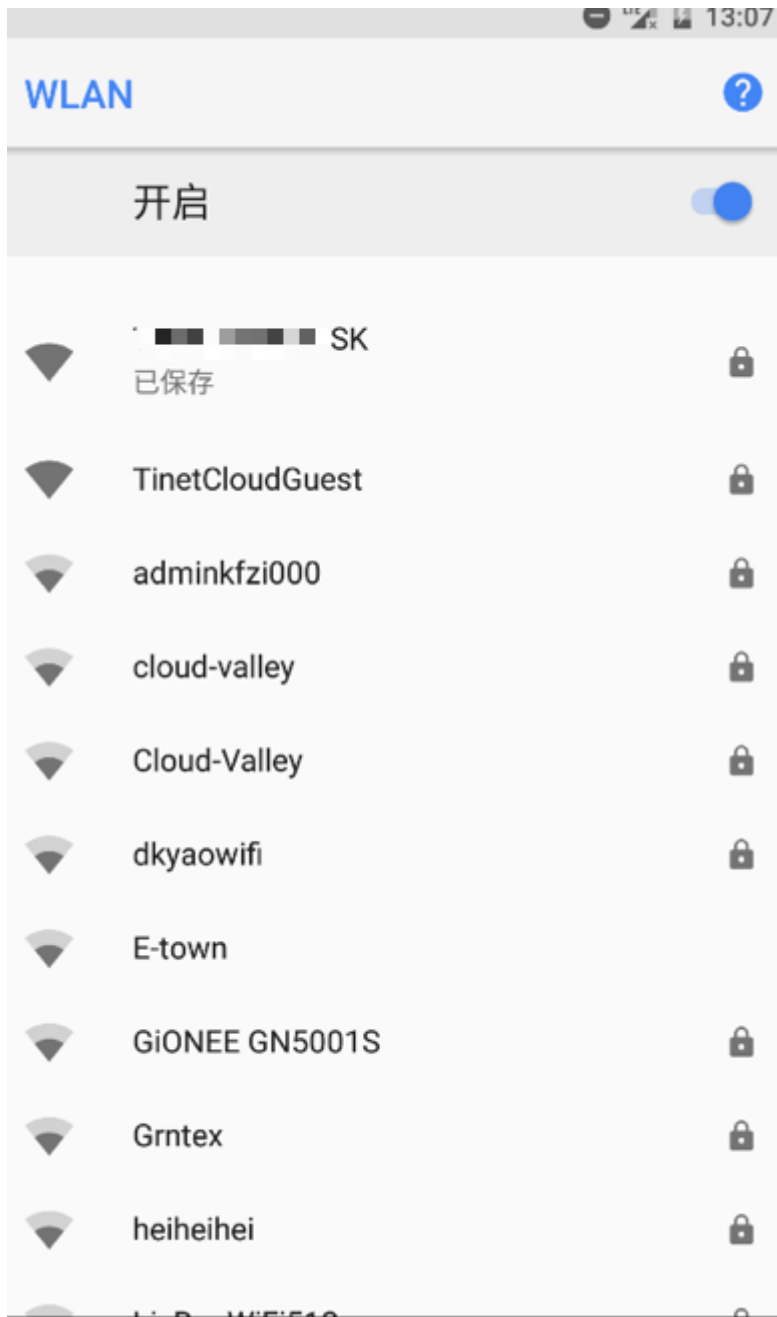 13:07
WLAN
开启
SK
已保存
TinetCloudGuest
adminkfzi000
cloud-valley
Cloud-Valley
dkyaowifi
E-town
GiONEE GN5001S
Grntex
heiheihei